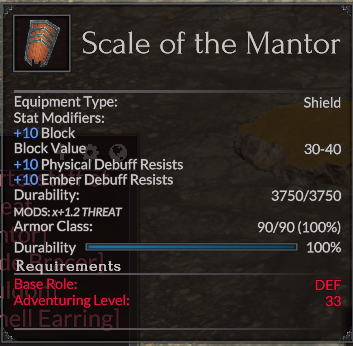 Scale of the Mantor
Equipment Type: Shield
Stat Modifiers:
+10 Block
Block Value 30-40
+10 Physical Debuff Resists
+10 Ember Debuff Resists
Durability: 3750/3750
MODS: x+1.2 THREAT
Armor Class: 90/90 (100%)
Durability 100%
Requirements
Base Role: DEF
Adventuring Level: 33